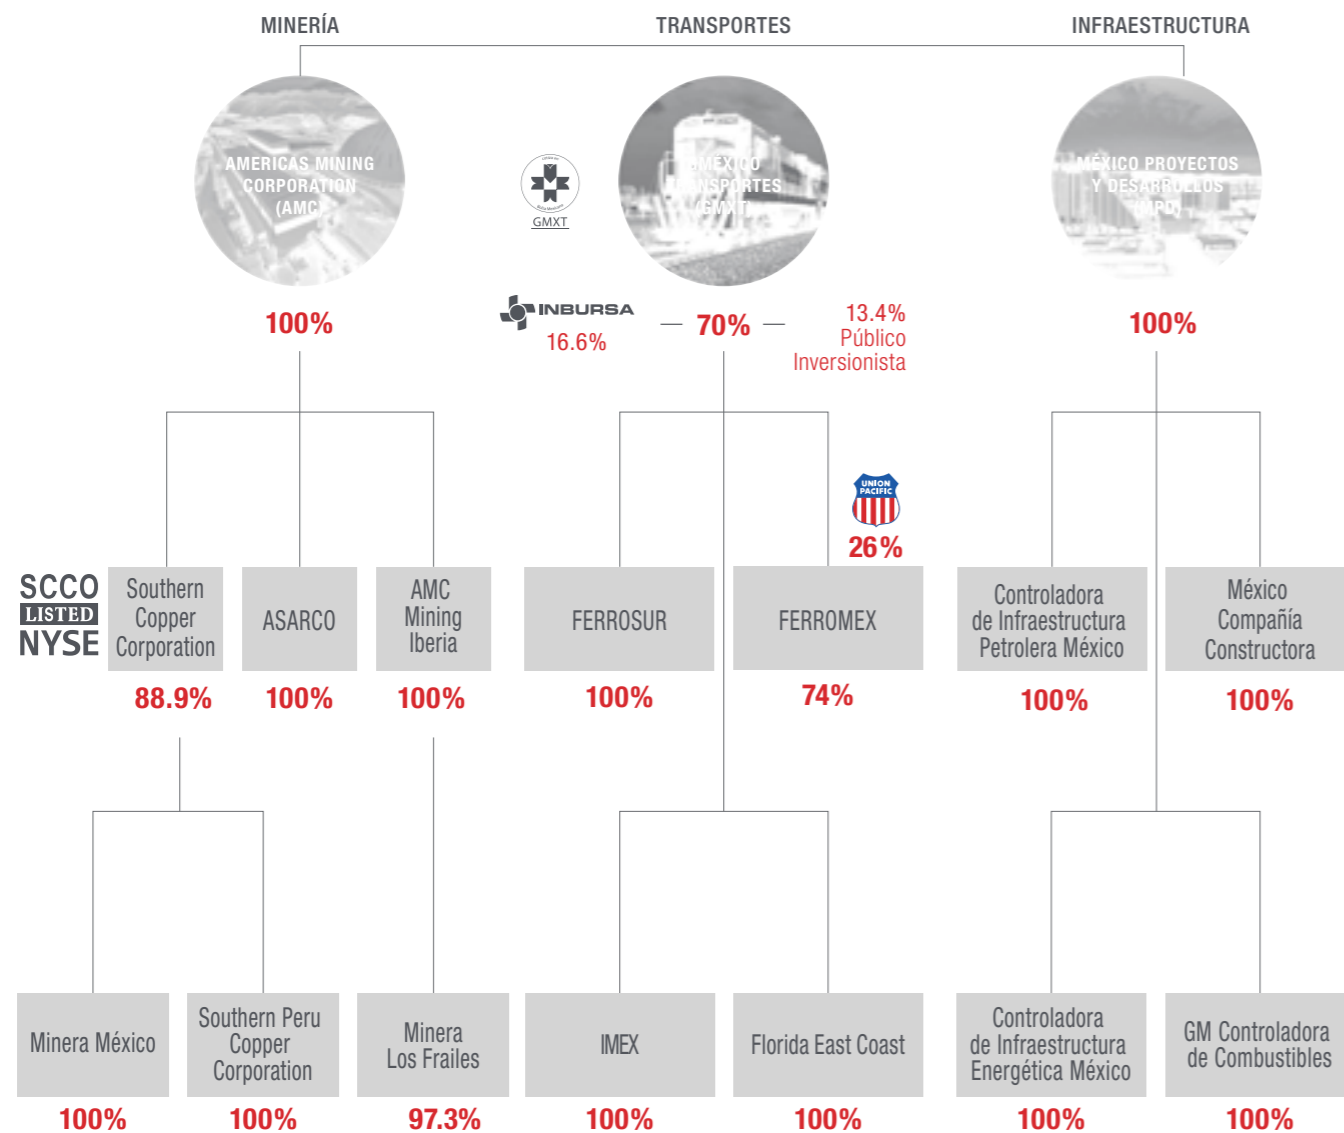 MINERÍA
TRANSPORTES
INFRAESTRUCTURA
AMERICAS MINING
CORPORATION
(AMC)
GMXT
GMÉXICO
TRANSPORTES
(GMXT)
MÉXICO PROYECTOS
Y DESARROLLOS
(MPD)
100%
INBURSA
16.6%
70%
13.4%
Público
Inversionista
100%
UNION
PACIFIC
26%
SCCO
LISTED
NYSE
Southern
Copper
Corporation
88.9%
ASARCO
100%
AMC
Mining
Iberia
100%
FERROSUR
100%
FERROMEX
74%
Controladora
de Infraestructura
Petrolera México
100%
México
Compañía
Constructora
100%
Minera México
100%
Southern Peru
Copper
Corporation
100%
Minera
Los Frailes
97.3%
IMEX
100%
Florida East Coast
100%
Controladora
de Infraestructura
Energética México
100%
GM Controladora
de Combustibles
100%